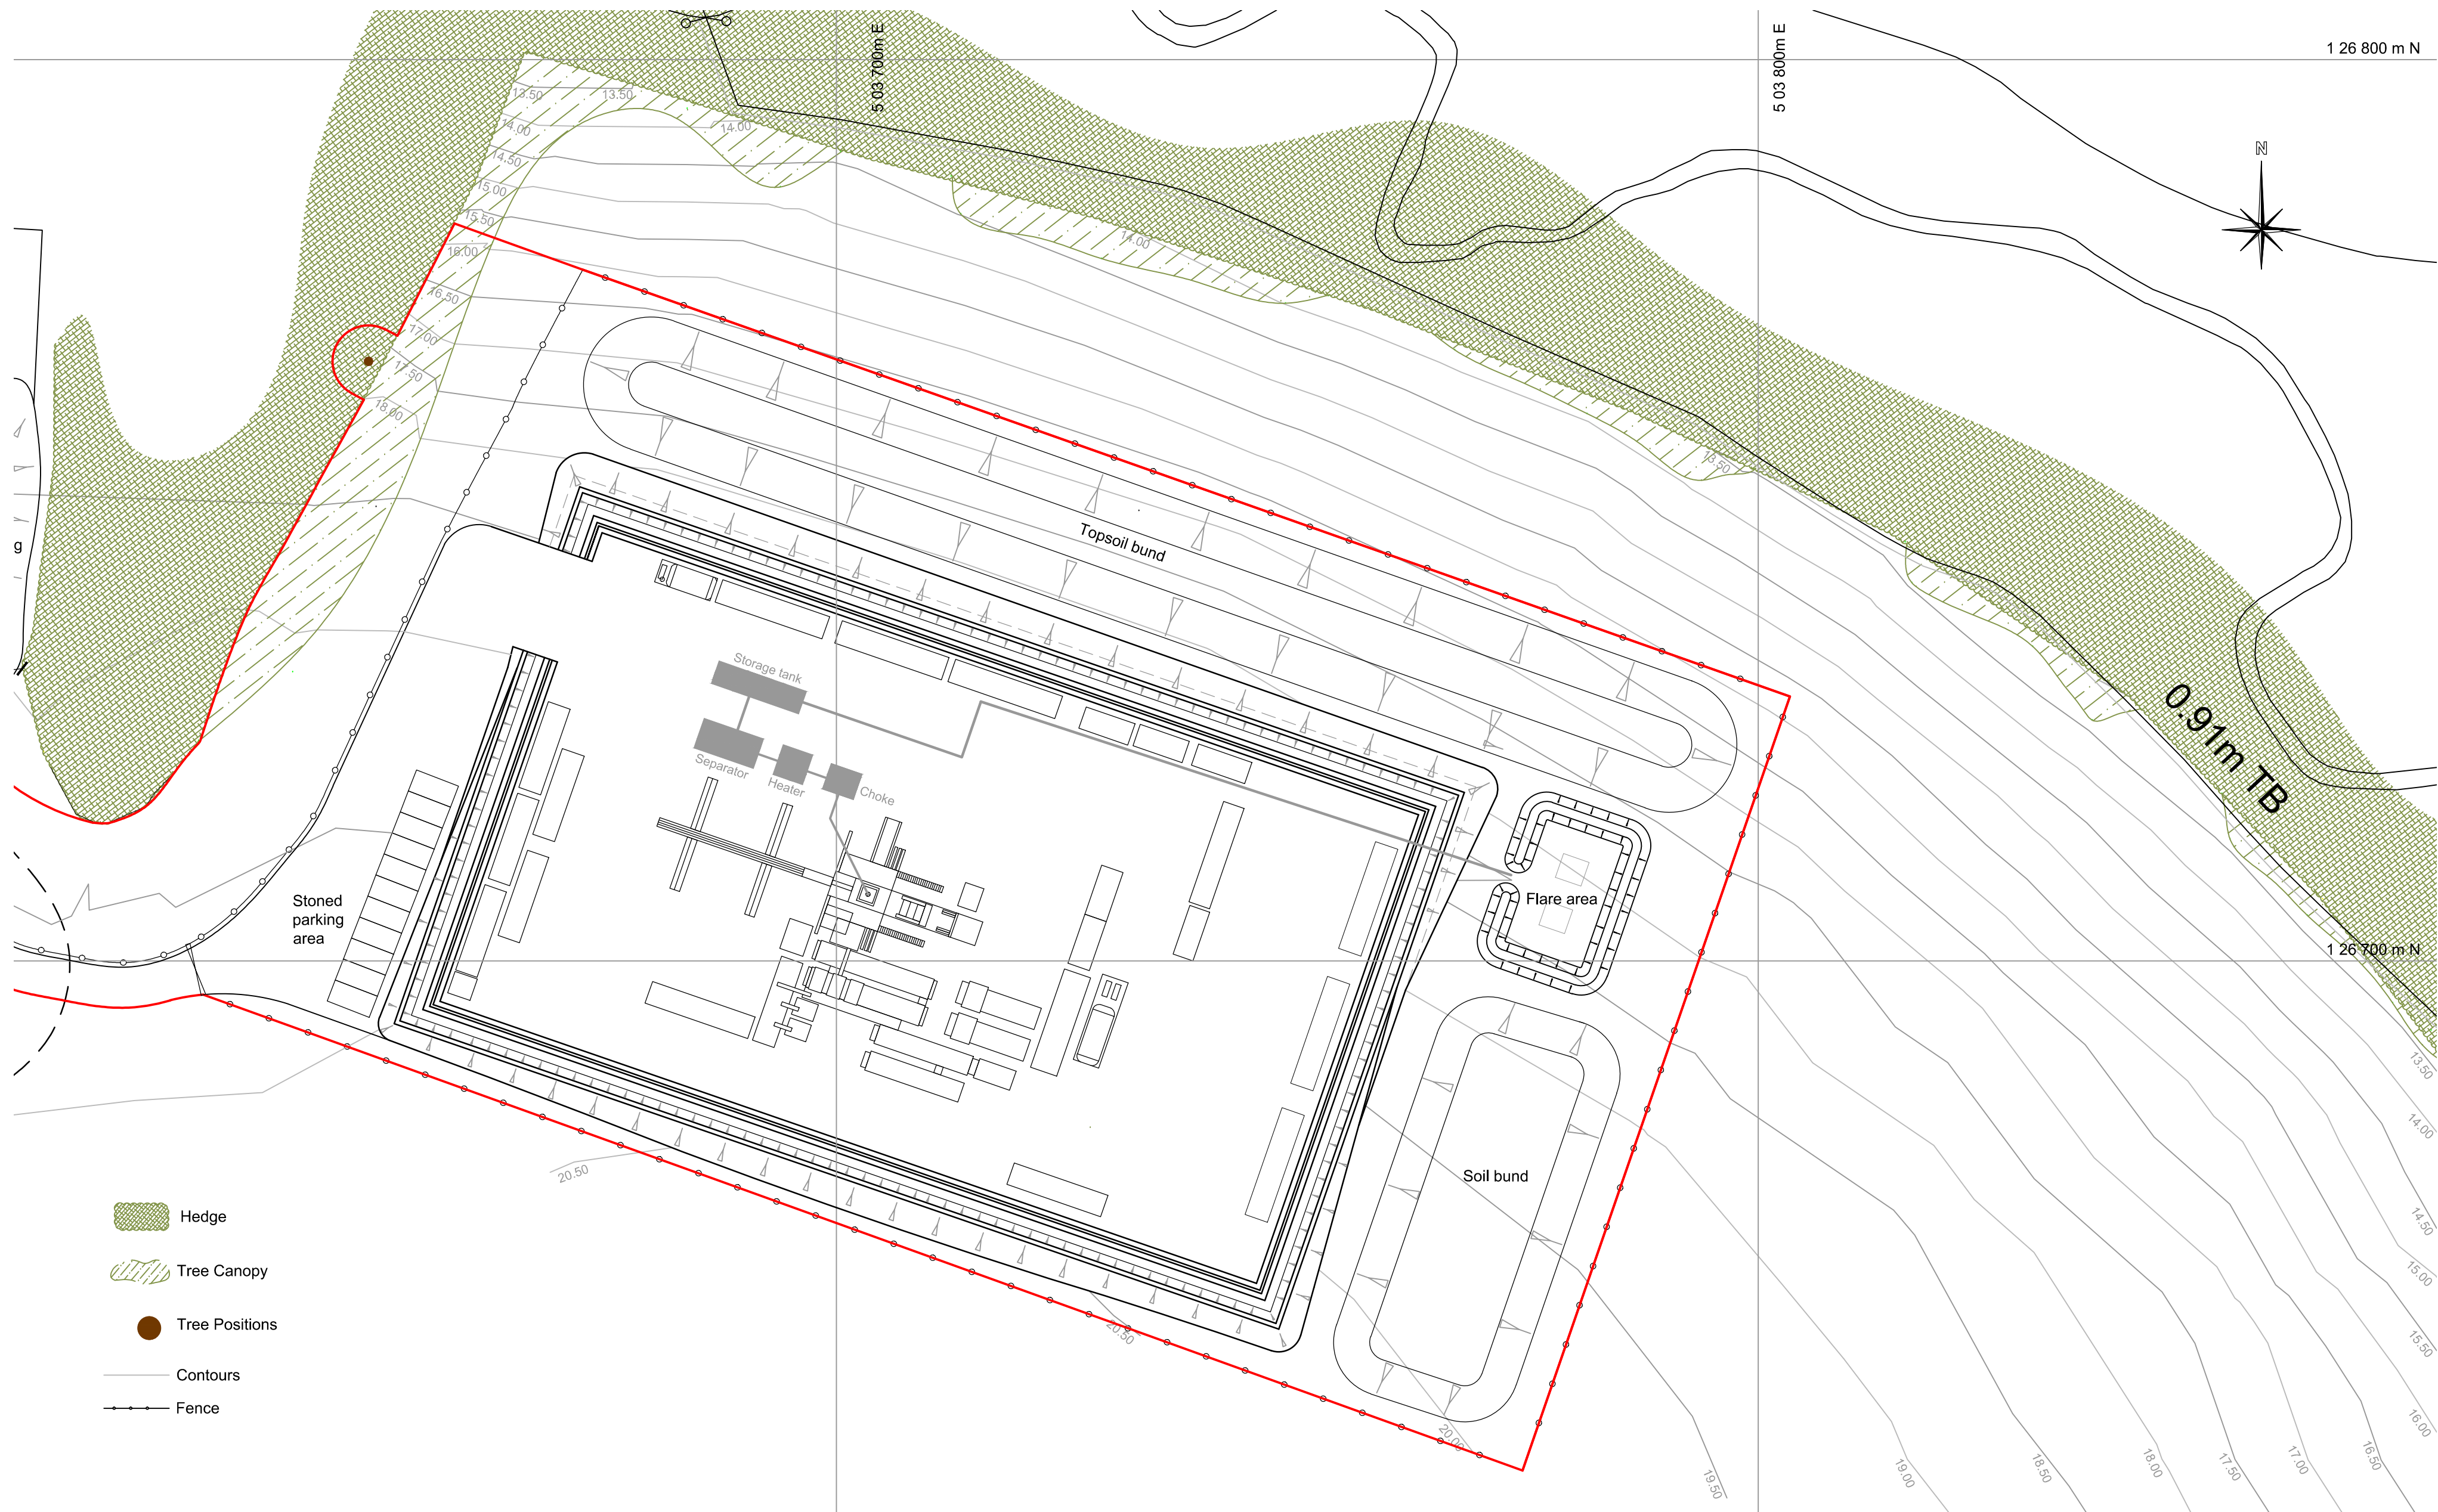 5 03 700m E
5 03 800m E
1 26 800 m N
N
13.50
13.50
14.00
14.00
14.50
15.00
15.50
16.00
16.50
17.00
17.50
18.00
14.00
13.50
g
Topsoil bund
Storage tank
Separator
Heater
Choke
0.91m TB
Stoned
parking
area
Flare area
1 26 700 m N
Soil bund
20.50
20.50
20.00
19.50
19.00
18.50
18.00
17.50
17.00
16.50
16.00
15.50
15.00
14.50
14.00
13.50
Hedge
Tree Canopy
Tree Positions
Contours
Fence